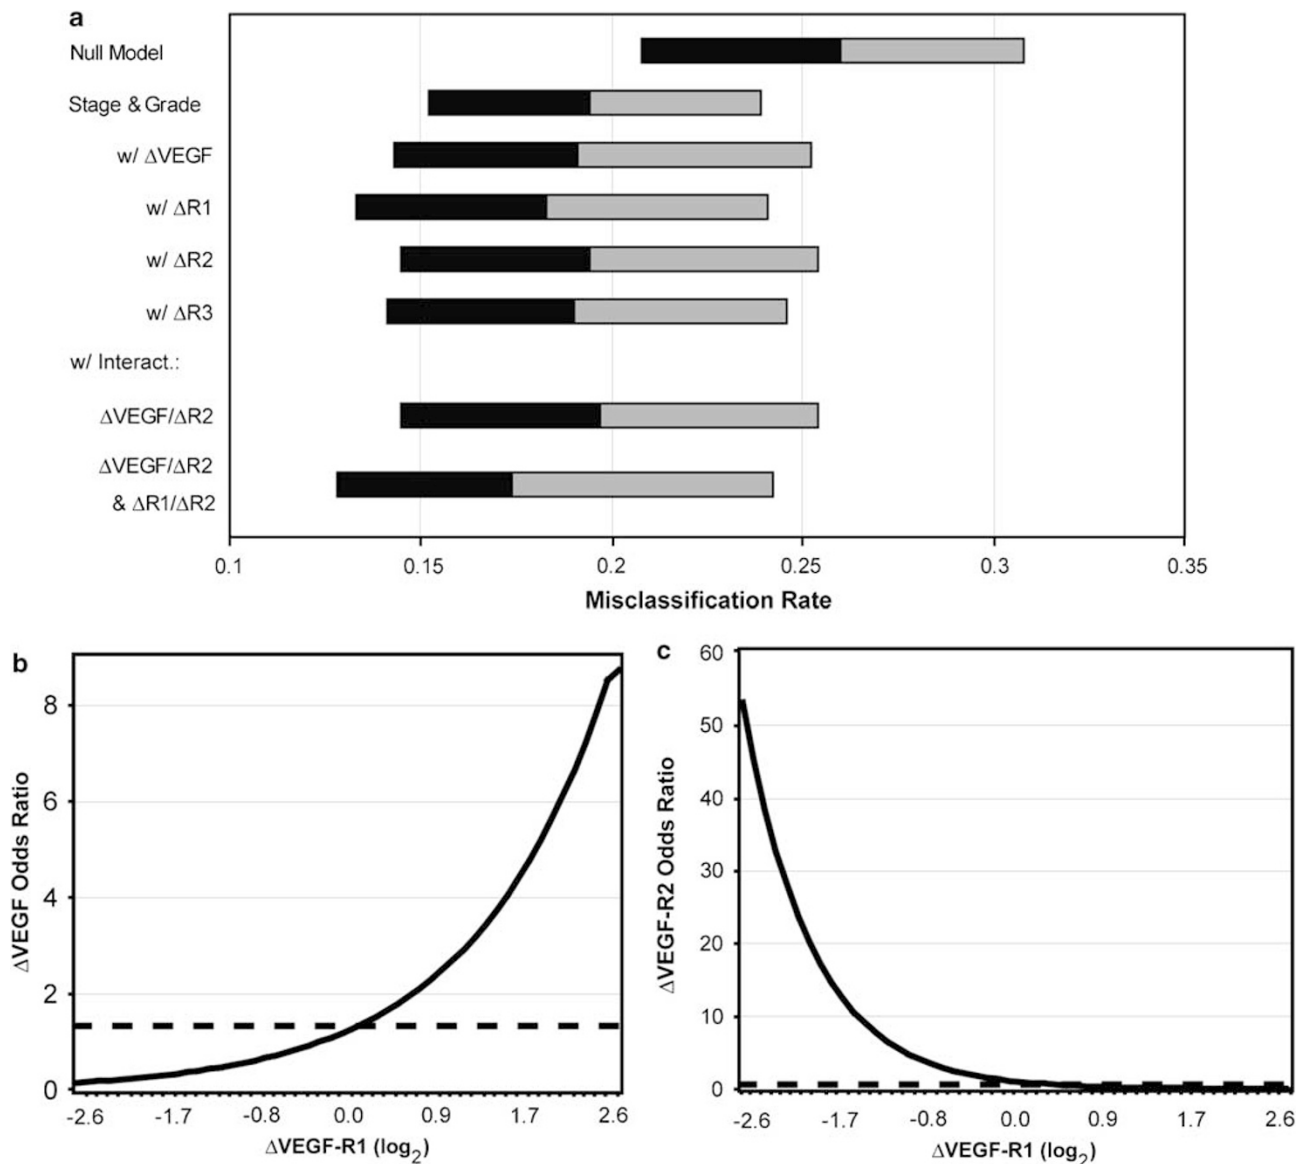 a
Null Model
Stage & Grade
w/ ΔVEGF
w/ ΔR1
w/ ΔR2
w/ ΔR3
w/ Interact.:
ΔVEGF/ΔR2
ΔVEGF/ΔR2
& ΔR1/ΔR2
0.1 0.15 0.2 0.25 0.3 0.35
Misclassification Rate
b
ΔVEGF Odds Ratio
8
6
4
2
0
-2.6 -1.7 -0.8 0.0 0.9 1.7 2.6
ΔVEGF-R1 (log2)
c
ΔVEGF-R2 Odds Ratio
60
50
40
30
20
10
0
-2.6 -1.7 -0.8 0.0 0.9 1.7 2.6
ΔVEGF-R1 (log2)